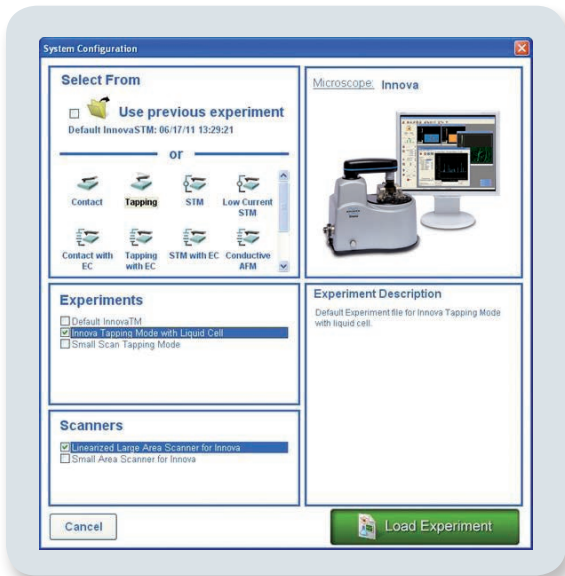 System Configuration
Select From
Use previous experiment
Default InnovaSTM: 06/17/11 13:29:21
or
Contact
Tapping
STM
Low Current
STM
Contact with
EC
Tapping
with EC
STM with EC
Conductive
AFM
Microscope: Innova
Experiments
Default InnovaTM
Innova Tapping Mode with Liquid Cell
Small Scan Tapping Mode
Experiment Description
Default Experiment file for Innova Tapping Mode
with liquid cell.
Scanners
Linearized Large Area Scanner for Innova
Small Area Scanner for Innova
Cancel
Load Experiment